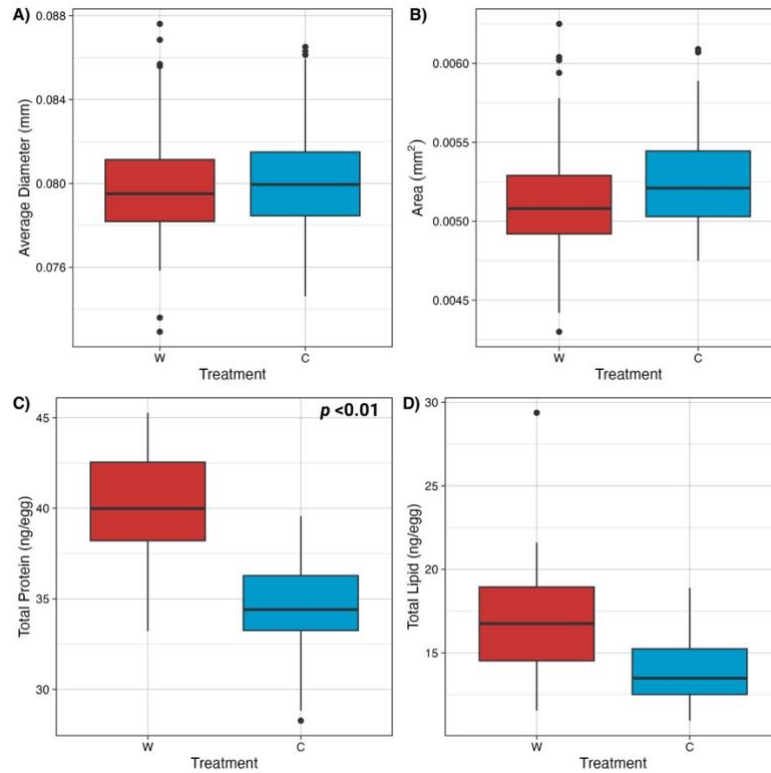 A)
0.088
0.084
0.080
0.076
Average Diameter (mm)
W
C
Treatment
B)
0.0060
0.0055
0.0050
0.0045
Area (mm²)
W
C
Treatment
C)
p <0.01
45
40
35
30
Total Protein (ng/egg)
W
C
Treatment
D)
30
25
20
15
Total Lipid (ng/egg)
W
C
Treatment